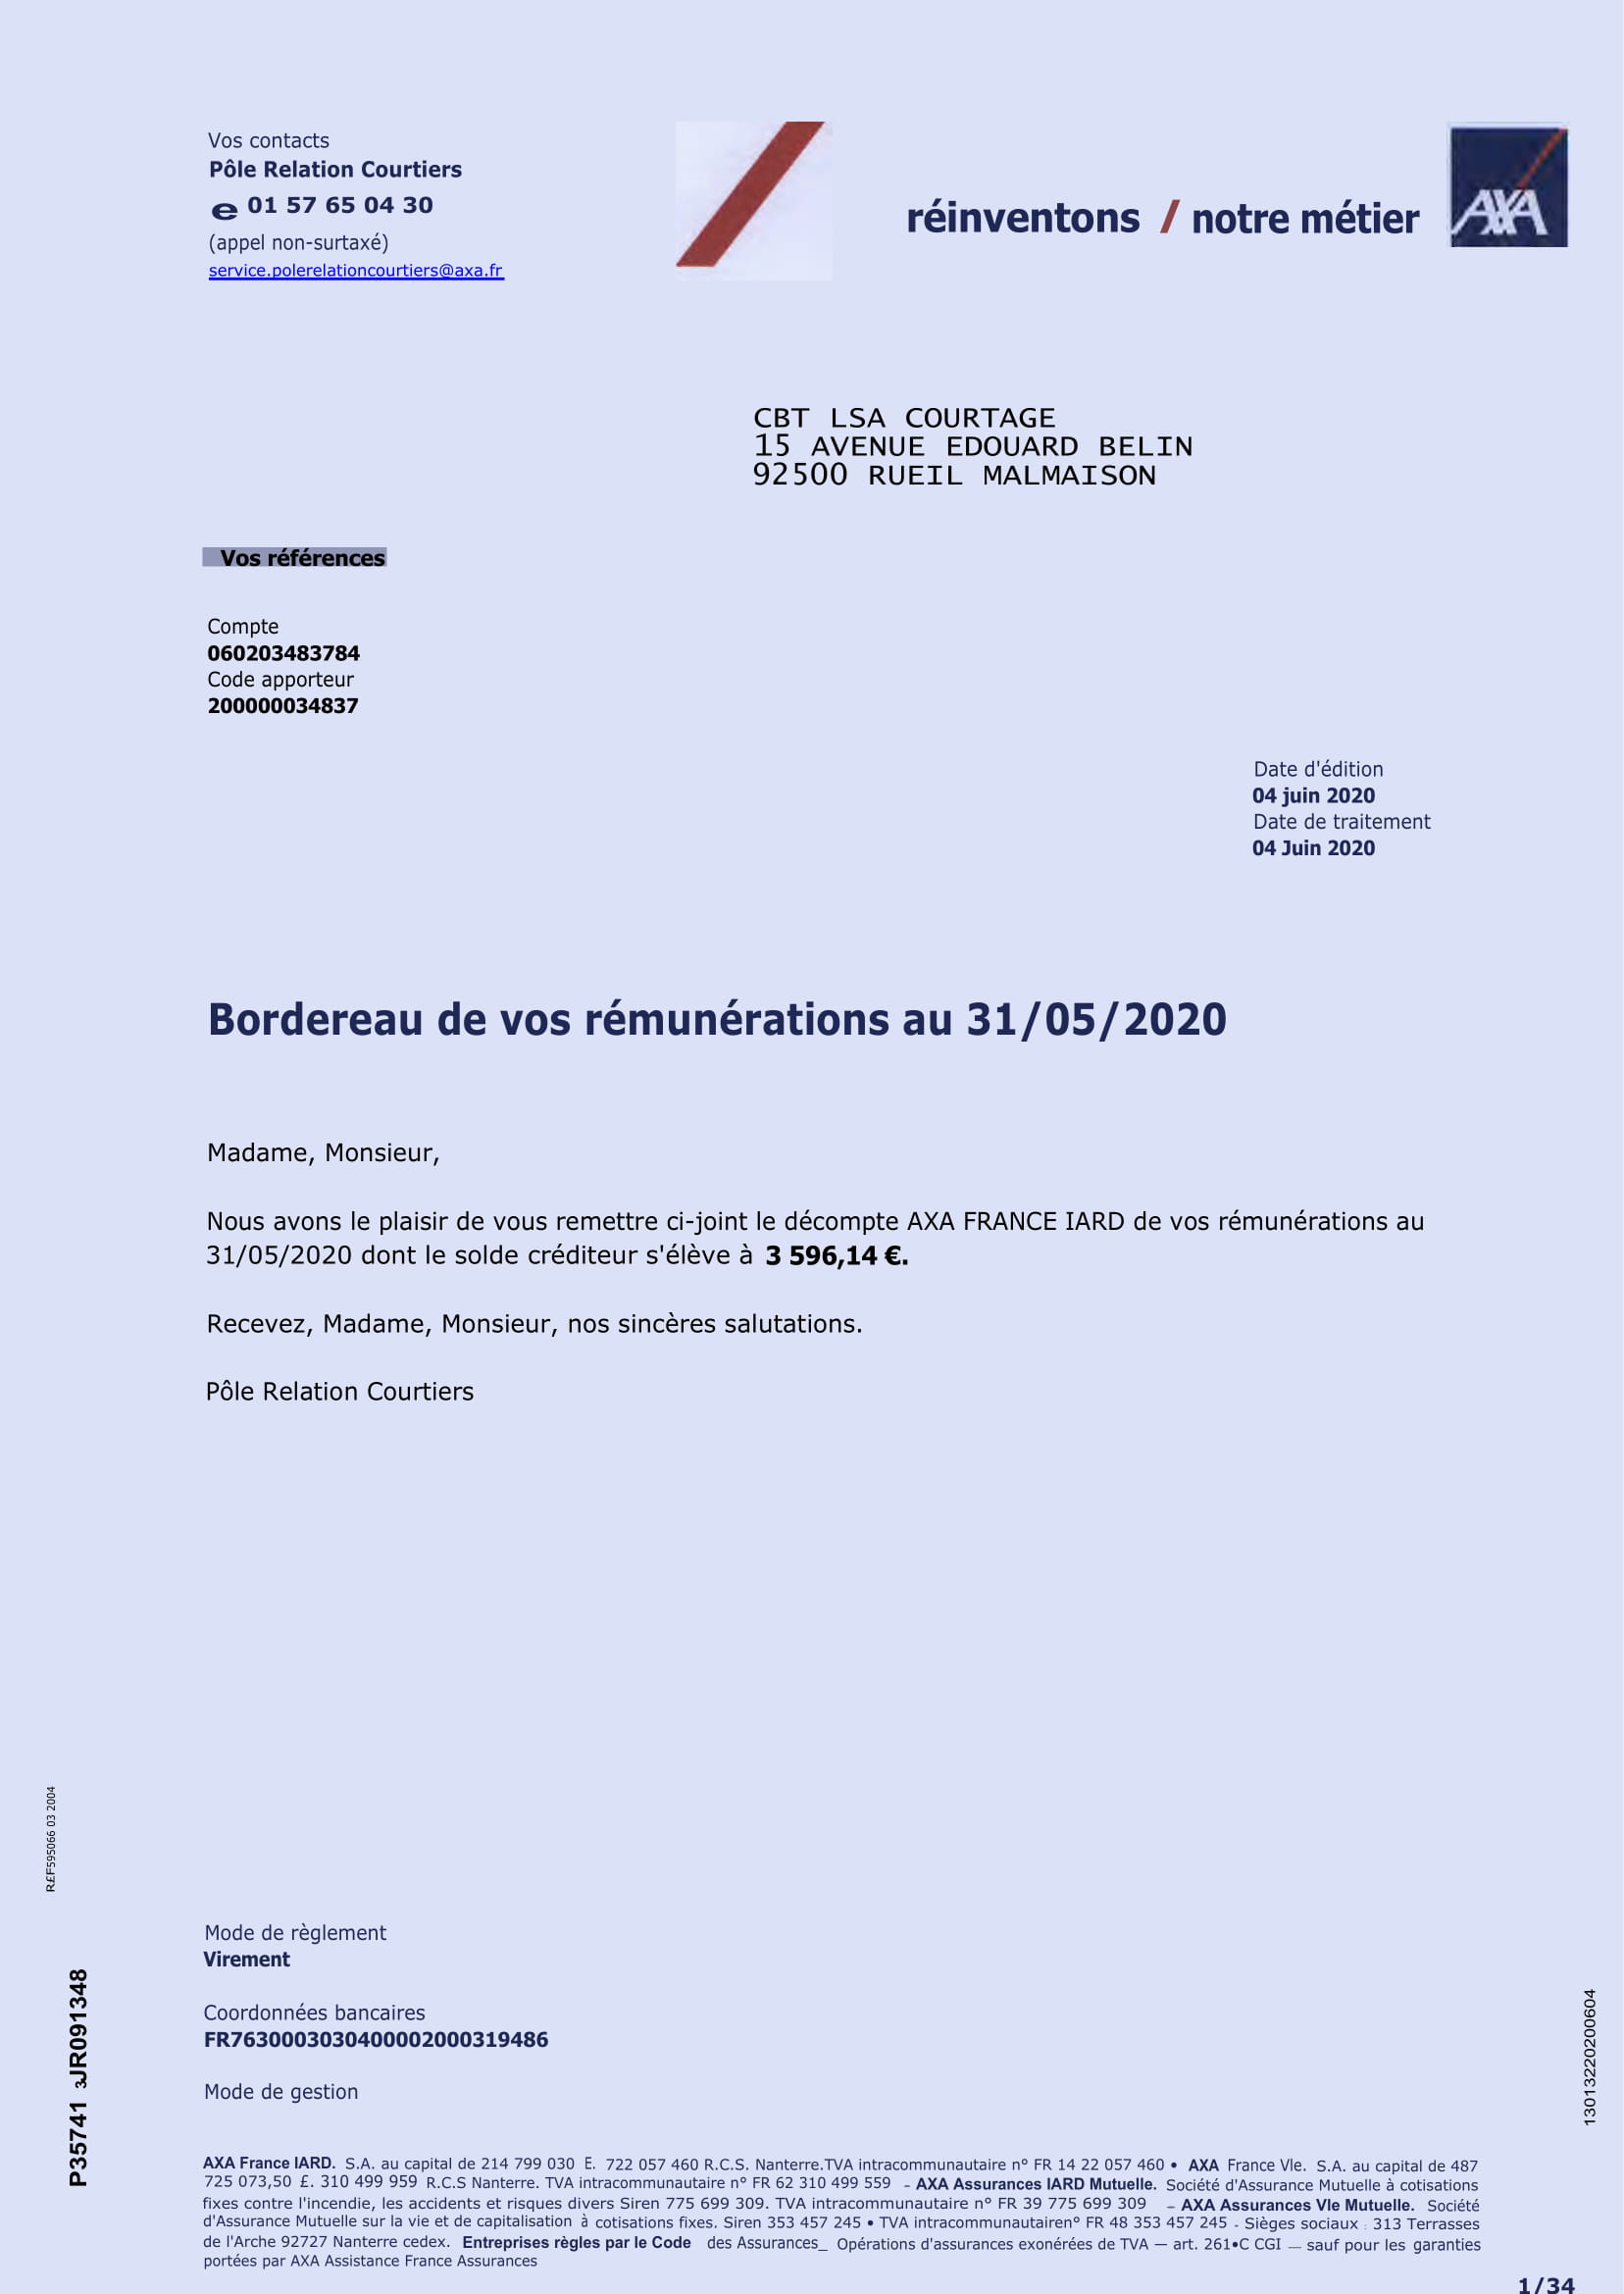 Vos contacts
Pôle Relation Courtiers
e 01 57 65 04 30
(appel non-surtaxé)
service.polerelationcourtiers@axa.fr
réinventons / notre métier
AXA
CBT LSA COURTAGE
15 AVENUE EDOUARD BELIN
92500 RUEIL MALMAISON
Vos références
Compte
060203483784
Code apporteur
200000034837
Date d'édition
04 juin 2020
Date de traitement
04 Juin 2020
Bordereau de vos rémunérations au 31/05/2020
Madame, Monsieur,
Nous avons le plaisir de vous remettre ci-joint le décompte AXA FRANCE IARD de vos rémunérations au
31/05/2020 dont le solde créditeur s'élève à 3 596,14 €.
Recevez, Madame, Monsieur, nos sincères salutations.
Pôle Relation Courtiers
R£F595066 03 2004
P35741 3JR091348
Mode de règlement
Virement
Coordonnées bancaires
FR7630003030400002000319486
Mode de gestion
13013220200604
AXA France IARD. S.A. au capital de 214 799 030 E. 722 057 460 R.C.S. Nanterre.TVA intracommunautaire n° FR 14 22 057 460 • AXA France Vle. S.A. au capital de 487
725 073,50 £. 310 499 959 R.C.S Nanterre. TVA intracommunautaire n° FR 62 310 499 559 - AXA Assurances IARD Mutuelle. Société d'Assurance Mutuelle à cotisations
fixes contre l'incendie, les accidents et risques divers Siren 775 699 309. TVA intracommunautaire n° FR 39 775 699 309 – AXA Assurances Vle Mutuelle. Société
d'Assurance Mutuelle sur la vie et de capitalisation à cotisations fixes. Siren 353 457 245 • TVA intracommunautairen° FR 48 353 457 245 - Sièges sociaux : 313 Terrasses
de l'Arche 92727 Nanterre cedex. Entreprises règles par le Code des Assurances_ Opérations d'assurances exonérées de TVA — art. 261•C CGI — sauf pour les garanties
portées par AXA Assistance France Assurances
1/34